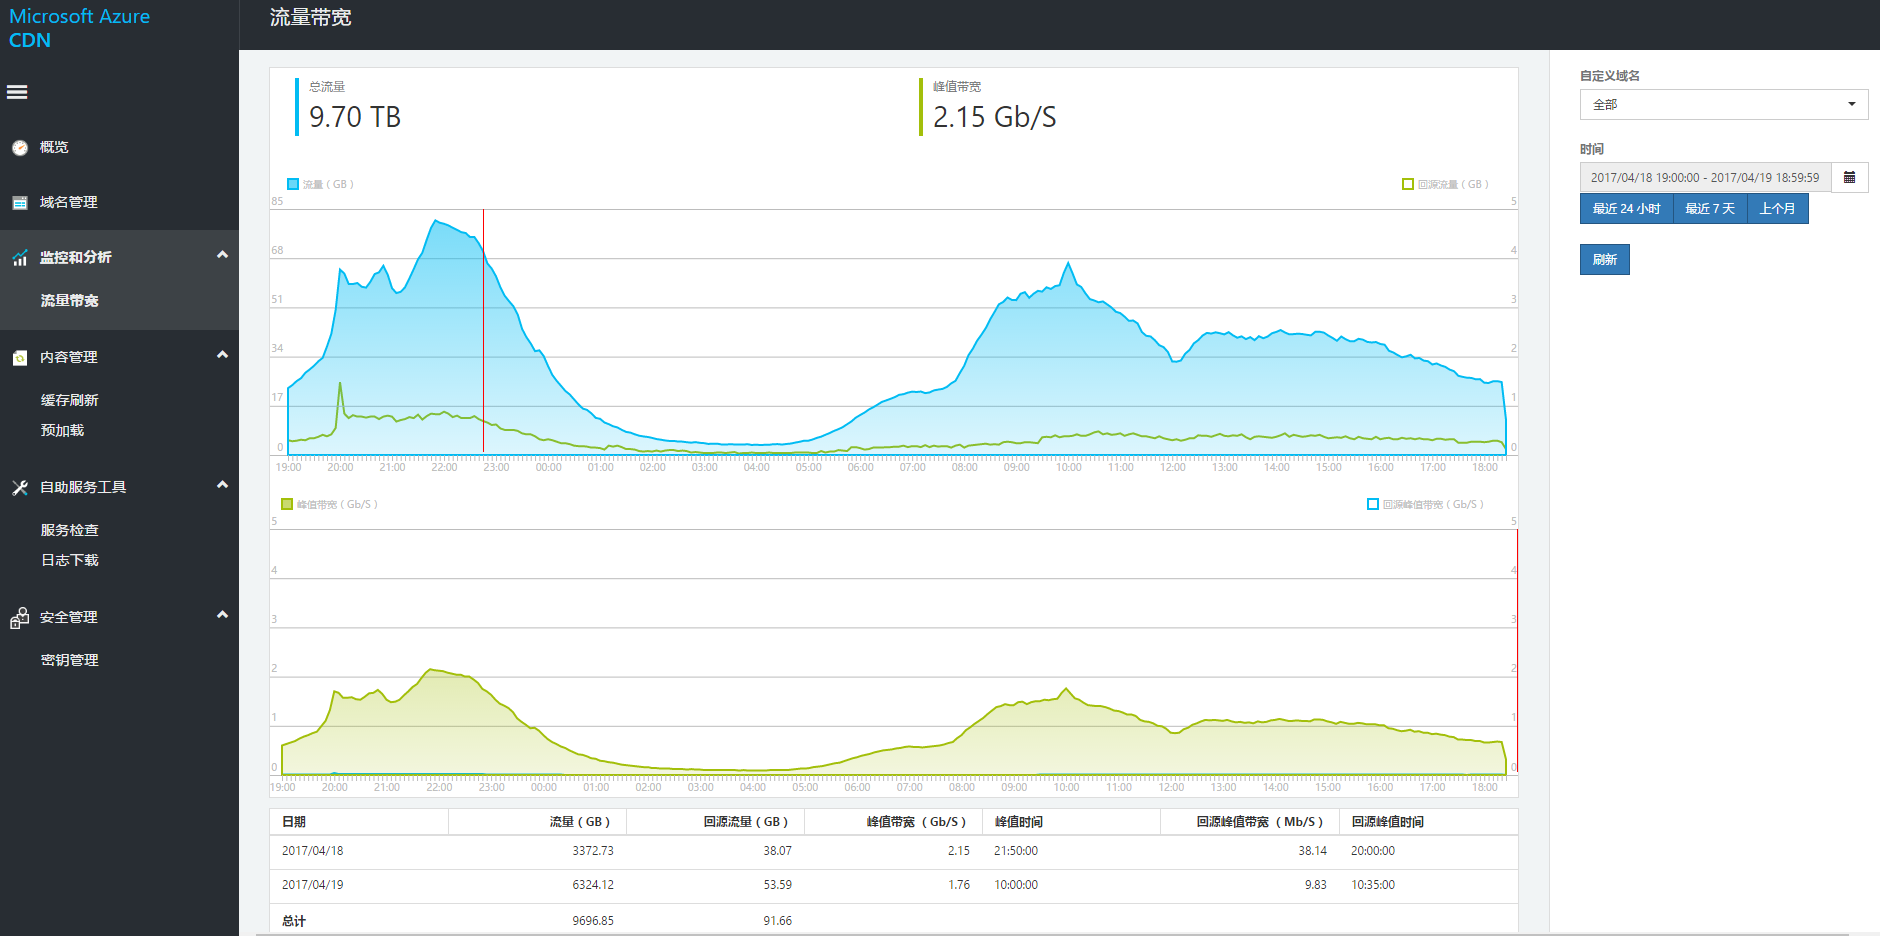 Microsoft Azure
CDN
流量带宽
概览
域名管理
监控和分析
流量带宽
内容管理
缓存刷新
预加载
自助服务工具
服务检查
日志下载
安全管理
密钥管理
总流量
9.70 TB
峰值带宽
2.15 Gb/S
流量（GB）
回源流量（GB）
85 5
68 4
51 3
34 2
17 1
0 0
19:00 20:00 21:00 22:00 23:00 00:00 01:00 02:00 03:00 04:00 05:00 06:00 07:00 08:00 09:00 10:00 11:00 12:00 13:00 14:00 15:00 16:00 17:00 18:00
峰值带宽（Gb/S）
回源峰值带宽（Gb/S）
5 5
4 4
3 3
2 2
1 1
0 0
19:00 20:00 21:00 22:00 23:00 00:00 01:00 02:00 03:00 04:00 05:00 06:00 07:00 08:00 09:00 10:00 11:00 12:00 13:00 14:00 15:00 16:00 17:00 18:00
日期 流量（GB） 回源流量（GB） 峰值带宽（Gb/S） 峰值时间 回源峰值带宽（Mb/S） 回源峰值时间
2017/04/18 3372.73 38.07 2.15 21:50:00 38.14 20:00:00
2017/04/19 6324.12 53.59 1.76 10:00:00 9.83 10:35:00
总计 9696.85 91.66
自定义域名
全部
时间
2017/04/18 19:00:00 - 2017/04/19 18:59:59
最近 24 小时 最近 7 天 上个月
刷新